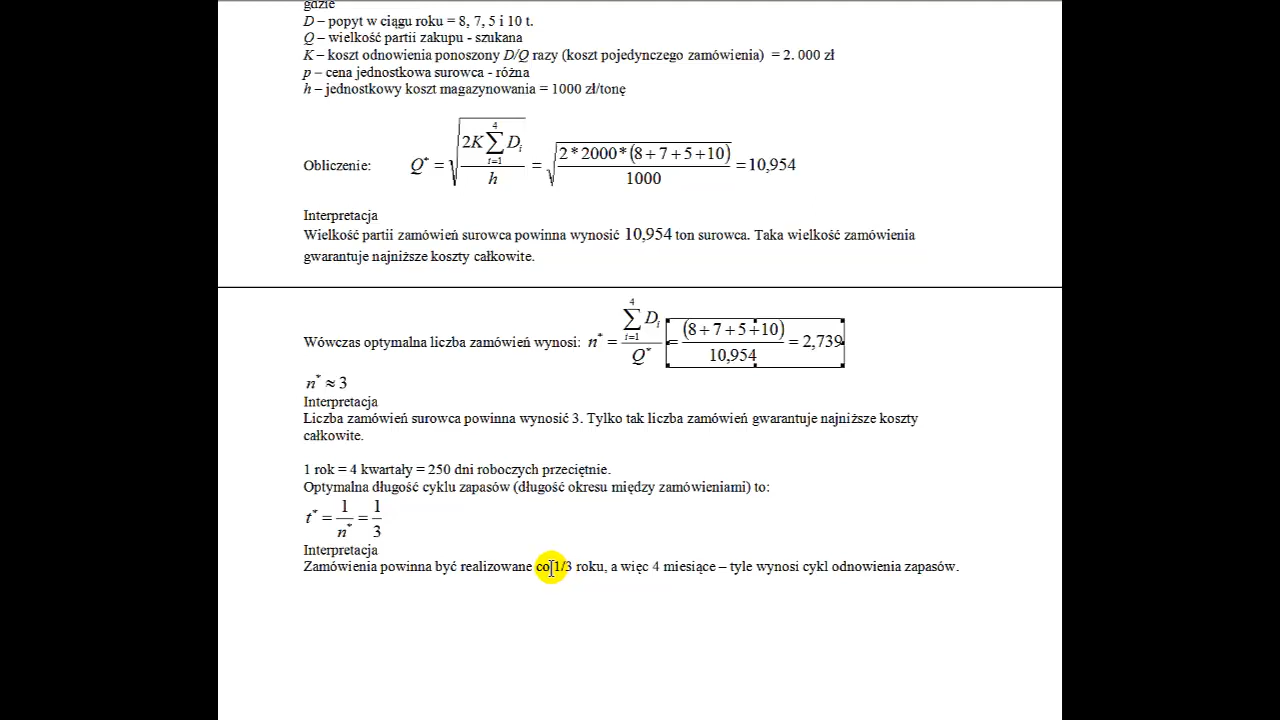 gdzie
D – popyt w ciągu roku = 8, 7, 5 i 10 t.
Q – wielkość partii zakupu - szukana
K – koszt odnowienia ponoszony D/Q razy (koszt pojedynczego zamówienia) = 2. 000 zł
p – cena jednostkowa surowca - różna
h – jednostkowy koszt magazynowania = 1000 zł/tonę
Obliczenie: Q* = √(2K ∑_{i=1}^{4} D_i / h) = √(2*2000*(8+7+5+10) / 1000) = 10,954
Interpretacja
Wielkość partii zamówień surowca powinna wynosić 10,954 ton surowca. Taka wielkość zamówienia
gwarantuje najniższe koszty całkowite.
Wówczas optymalna liczba zamówień wynosi: n* = ∑_{i=1}^{4} D_i / Q* = (8+7+5+10) / 10,954 = 2,739
n* ≈ 3
Interpretacja
Liczba zamówień surowca powinna wynosić 3. Tylko tak liczba zamówień gwarantuje najniższe koszty
całkowite.
1 rok = 4 kwartały = 250 dni roboczych przeciętnie.
Optymalna długość cyklu zapasów (długość okresu między zamówieniami) to:
t* = 1 / n* = 1 / 3
Interpretacja
Zamówienia powinna być realizowane co 1/3 roku, a więc 4 miesiące – tyle wynosi cykl odnowienia zapasów.